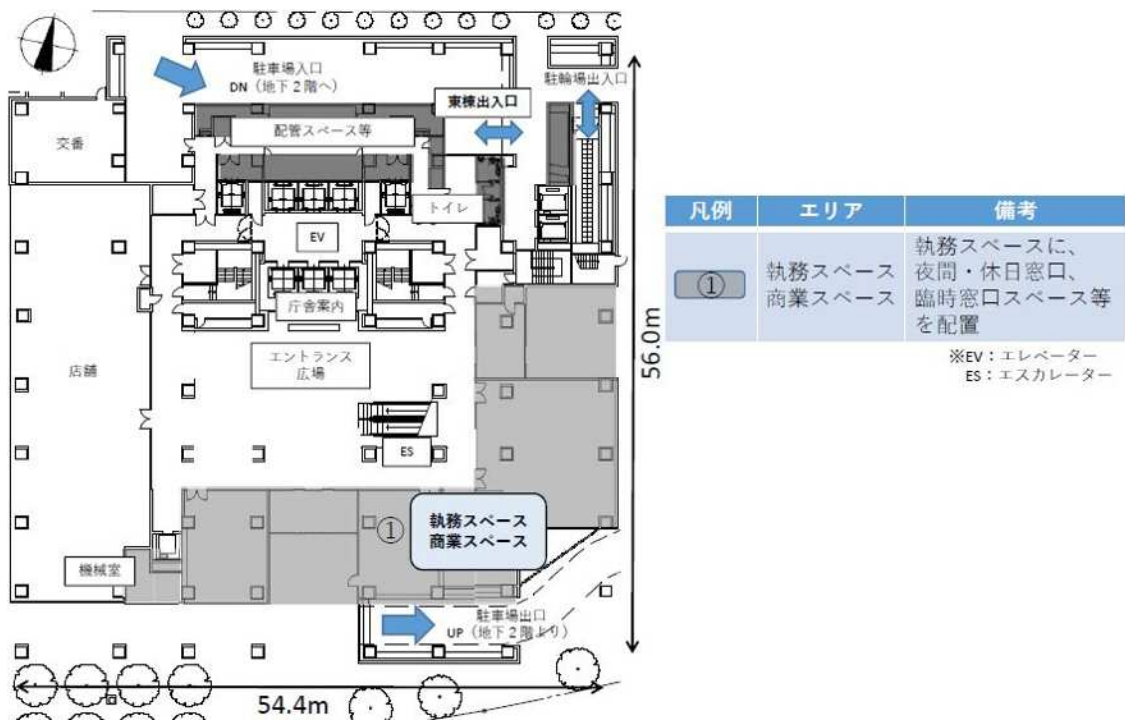 駐車場入口
DN（地下２階へ）
駐輪場出入口
東棟出入口
交番
配管スペース等
トイレ
EV
庁舎案内
エントランス
広場
店舗
ES
①
執務スペース
商業スペース
機械室
駐車場出口
UP（地下２階より）
56.0m
54.4m
凡例 エリア 備考
① 執務スペース
商業スペース
執務スペースに、
夜間・休日窓口、
臨時窓口スペース等
を配置
※EV：エレベーター
ES：エスカレーター